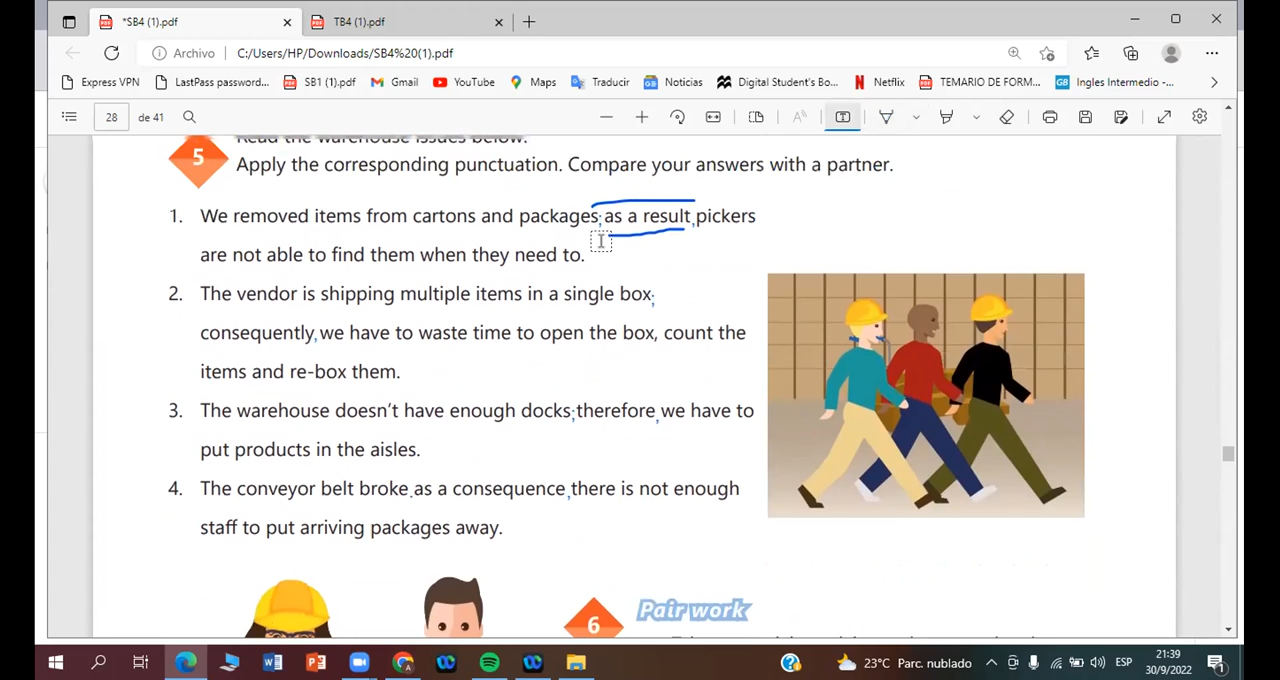 *SB4 (1).pdf
TB4 (1).pdf
Archivo
C:/Users/HP/Downloads/SB4%20(1).pdf
Express VPN
LastPass password...
SB1 (1).pdf
Gmail
YouTube
Maps
Traducir
Noticias
Digital Student's Bo...
Netflix
TEMARIO DE FORM...
GB
Ingles Intermedio -...
28
de 41
Read the warehouse issues below.
5
Apply the corresponding punctuation. Compare your answers with a partner.
1. We removed items from cartons and packages; as a result, pickers
are not able to find them when they need to.
2. The vendor is shipping multiple items in a single box;
consequently, we have to waste time to open the box, count the
items and re-box them.
3. The warehouse doesn't have enough docks; therefore, we have to
put products in the aisles.
4. The conveyor belt broke. as a consequence, there is not enough
staff to put arriving packages away.
6
Pair work
23°C Parc. nublado
ESP
21:39
30/9/2022